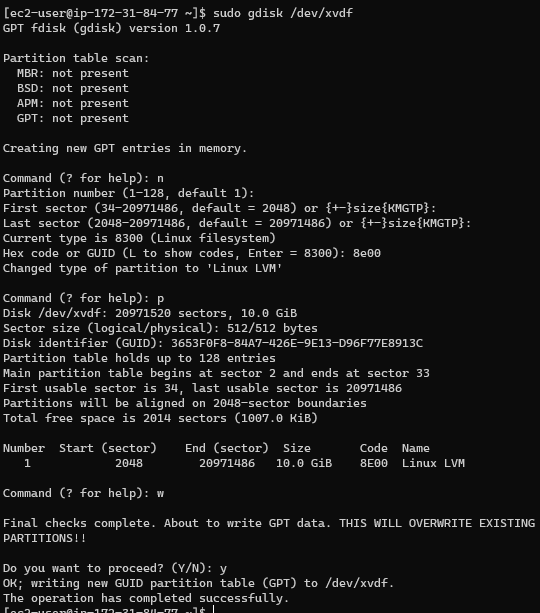 [ec2-user@ip-172-31-84-77 ~]$ sudo gdisk /dev/xvdf
GPT fdisk (gdisk) version 1.0.7
Partition table scan:
MBR: not present
BSD: not present
APM: not present
GPT: not present
Creating new GPT entries in memory.
Command (? for help): n
Partition number (1-128, default 1):
First sector (34-20971486, default = 2048) or {+-}size{KMGTP}:
Last sector (2048-20971486, default = 20971486) or {+-}size{KMGTP}:
Current type is 8300 (Linux filesystem)
Hex code or GUID (L to show codes, Enter = 8300): 8e00
Changed type of partition to 'Linux LVM'
Command (? for help): p
Disk /dev/xvdf: 20971520 sectors, 10.0 GiB
Sector size (logical/physical): 512/512 bytes
Disk identifier (GUID): 3653F0F8-84A7-426E-9E13-D96F77E8913C
Partition table holds up to 128 entries
Main partition table begins at sector 2 and ends at sector 33
First usable sector is 34, last usable sector is 20971486
Partitions will be aligned on 2048-sector boundaries
Total free space is 2014 sectors (1007.0 KiB)
Number  Start (sector)    End (sector)  Size       Code  Name
1            2048        20971486   10.0 GiB    8E00  Linux LVM
Command (? for help): w
Final checks complete. About to write GPT data. THIS WILL OVERWRITE EXISTING
PARTITIONS!!
Do you want to proceed? (Y/N): y
OK; writing new GUID partition table (GPT) to /dev/xvdf.
The operation has completed successfully.
[ec2-user@ip-172-31-84-77 ~]$